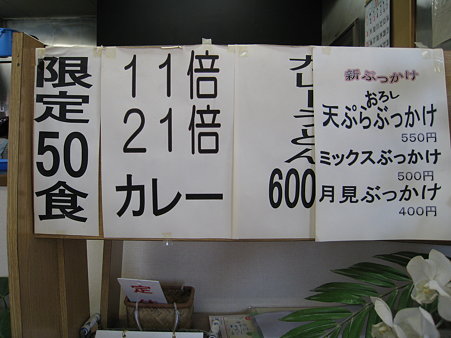 限定50食
11倍
21倍
カレー
カレーうどん
600
新ぶっかけ
おろし
天ぷらぶっかけ
550円
ミックスぶっかけ
500円
月見ぶっかけ
400円
定